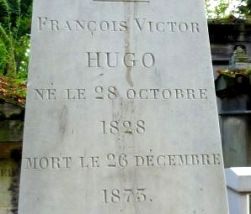 FRANÇOIS VICTOR
HUGO
NÉ LE 28 OCTOBRE
1828
MORT LE 26 DÉCEMBRE
1873.